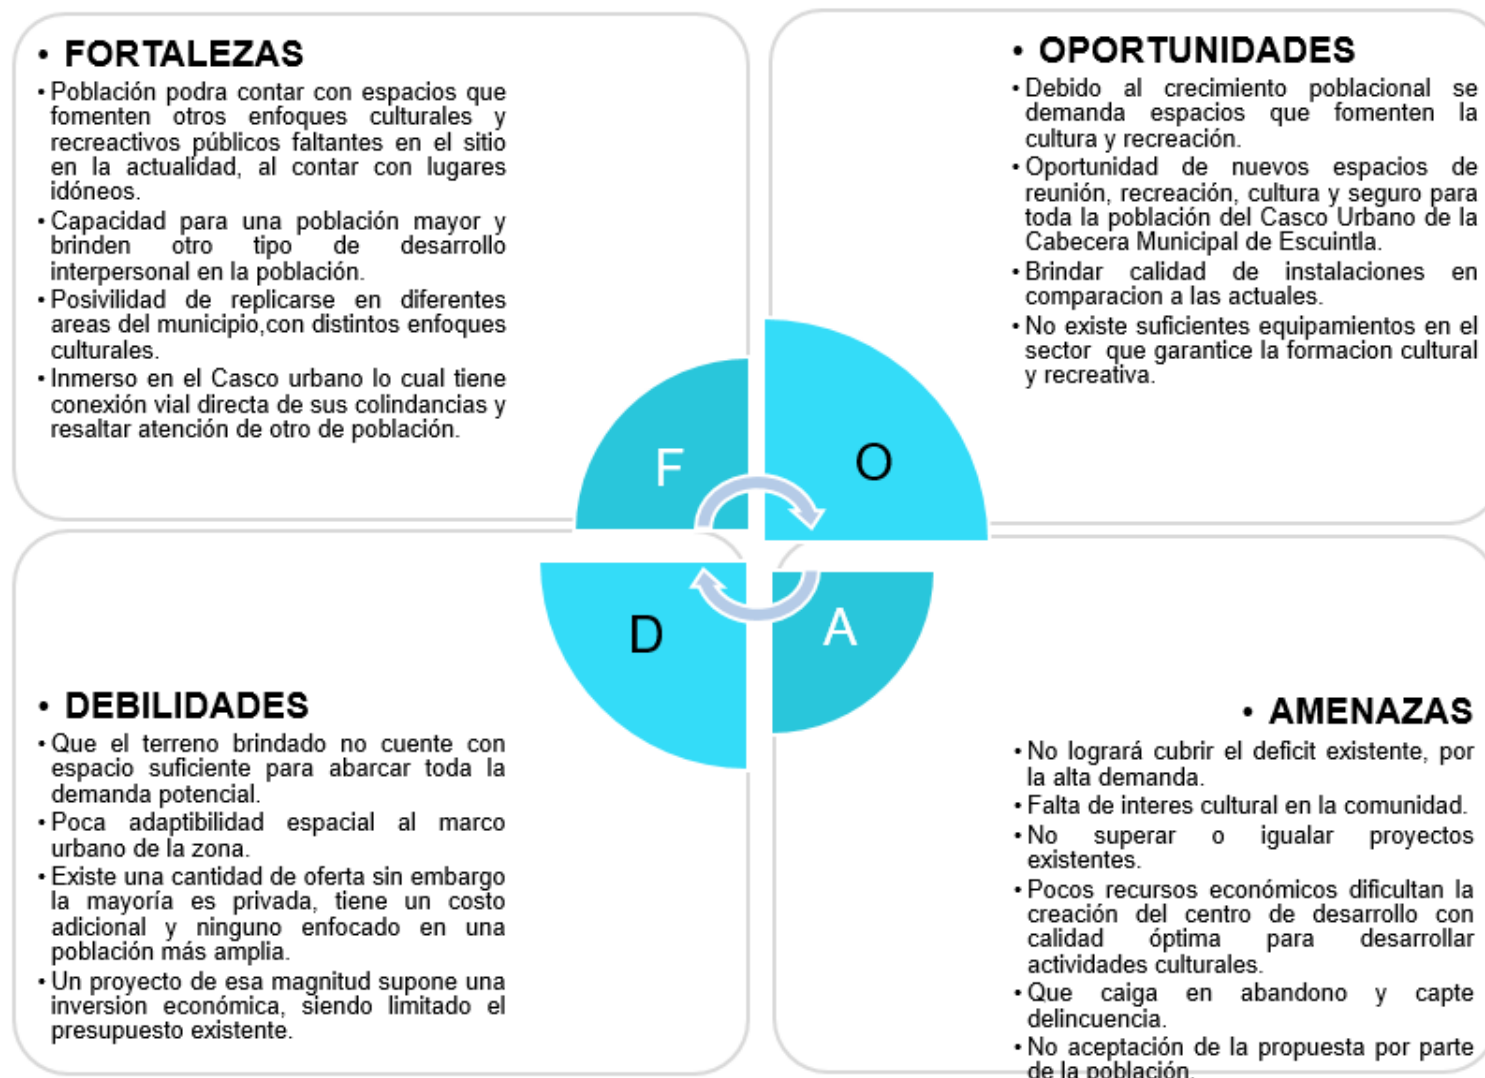 • FORTALEZAS
• Población podra contar con espacios que
fomenten otros enfoques culturales y
recreactivos públicos faltantes en el sitio
en la actualidad, al contar con lugares
idóneos.
• Capacidad para una población mayor y
brinden otro tipo de desarrollo
interpersonal en la población.
• Posivilidad de replicarse en diferentes
areas del municipio,con distintos enfoques
culturales.
• Inmerso en el Casco urbano lo cual tiene
conexión vial directa de sus colindancias y
resaltar atención de otro de población.
• OPORTUNIDADES
• Debido al crecimiento poblacional se
demanda espacios que fomenten la
cultura y recreación.
• Oportunidad de nuevos espacios de
reunión, recreación, cultura y seguro para
toda la población del Casco Urbano de la
Cabecera Municipal de Escuintla.
• Brindar calidad de instalaciones en
comparacion a las actuales.
• No existe suficientes equipamientos en el
sector que garantice la formacion cultural
y recreativa.
F
O
D
A
• DEBILIDADES
• Que el terreno brindado no cuente con
espacio suficiente para abarcar toda la
demanda potencial.
• Poca adaptibilidad espacial al marco
urbano de la zona.
• Existe una cantidad de oferta sin embargo
la mayoría es privada, tiene un costo
adicional y ninguno enfocado en una
población más amplia.
• Un proyecto de esa magnitud supone una
inversion económica, siendo limitado el
presupuesto existente.
• AMENAZAS
• No logrará cubrir el deficit existente, por
la alta demanda.
• Falta de interes cultural en la comunidad.
• No superar o igualar proyectos
existentes.
• Pocos recursos económicos dificultan la
creación del centro de desarrollo con
calidad óptima para desarrollar
actividades culturales.
• Que caiga en abandono y capte
delincuencia.
• No aceptación de la propuesta por parte
de la población.